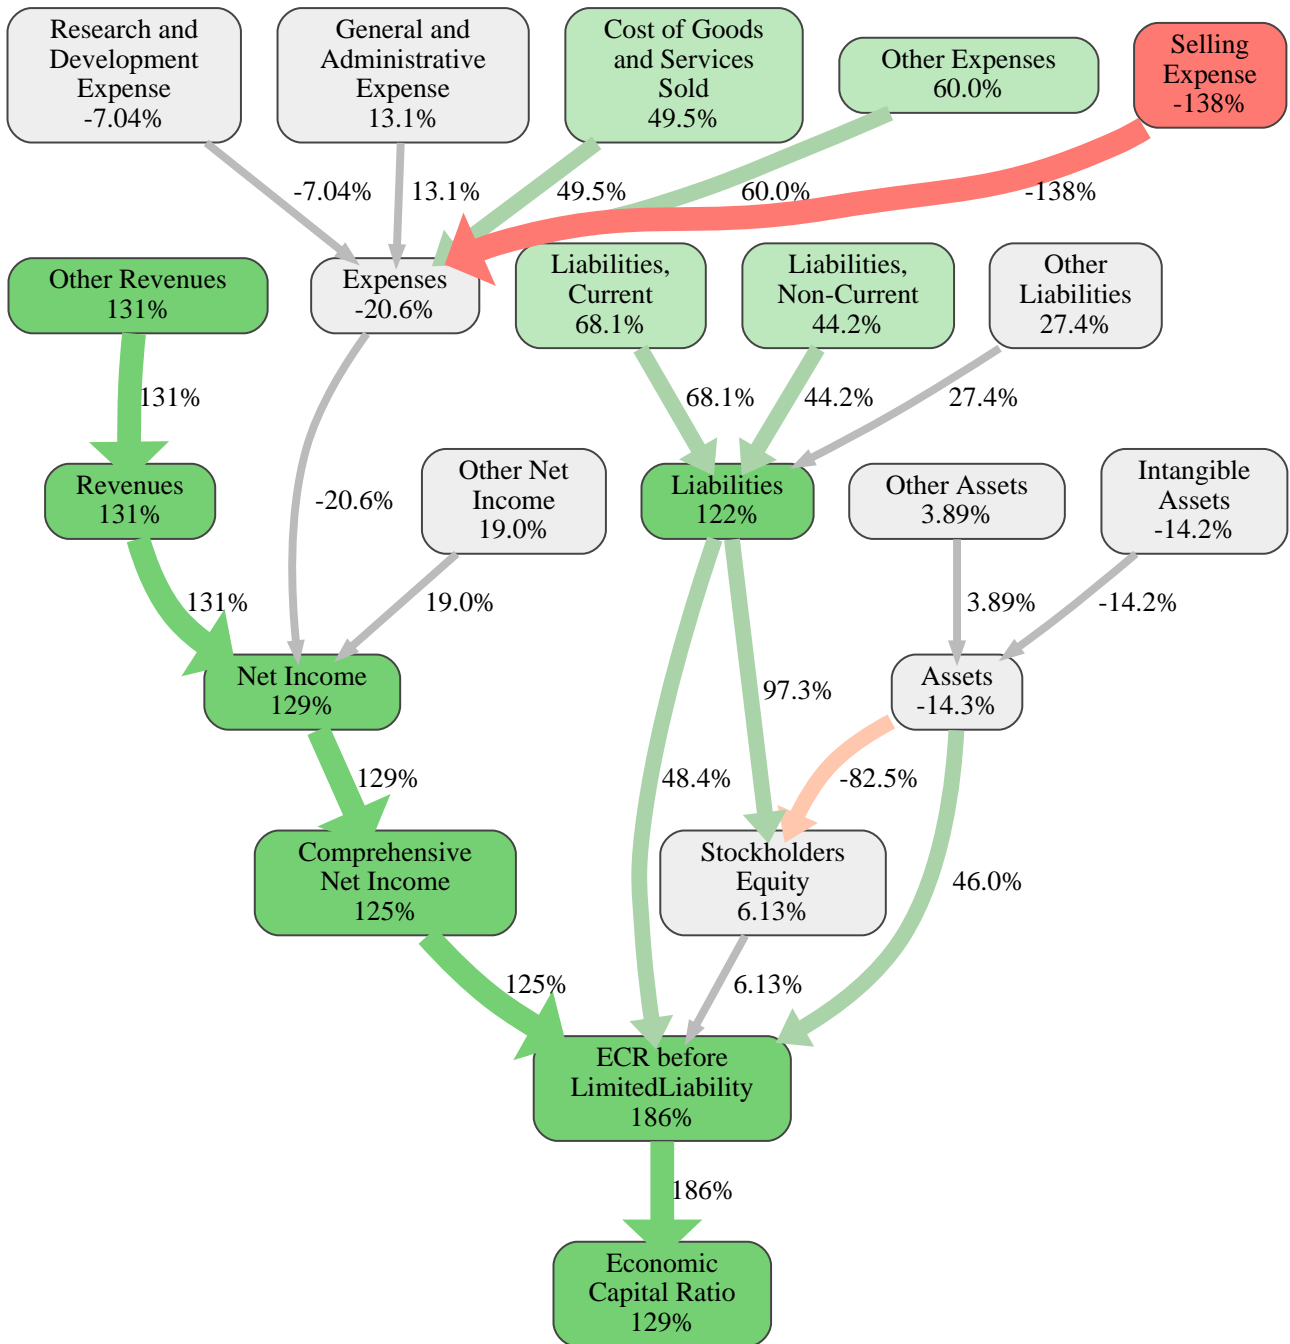 Research and
Development
Expense
-7.04%
General and
Administrative
Expense
13.1%
Cost of Goods
and Services
Sold
49.5%
Other Expenses
60.0%
Selling
Expense
-138%
-7.04%
13.1%
49.5%
60.0%
-138%
Other Revenues
131%
Expenses
-20.6%
Liabilities,
Current
68.1%
Liabilities,
Non-Current
44.2%
Other
Liabilities
27.4%
131%
68.1%
44.2%
27.4%
Revenues
131%
-20.6%
Other Net
Income
19.0%
Liabilities
122%
Other Assets
3.89%
Intangible
Assets
-14.2%
131%
19.0%
3.89%
-14.2%
Net Income
129%
97.3%
Assets
-14.3%
129%
48.4%
-82.5%
Comprehensive
Net Income
125%
Stockholders
Equity
6.13%
46.0%
125%
6.13%
ECR before
LimitedLiability
186%
186%
Economic
Capital Ratio
129%